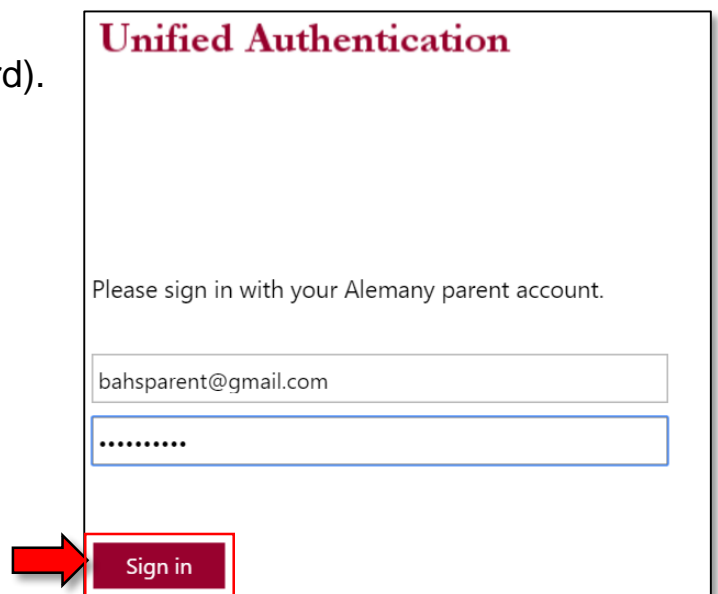 Unified Authentication
rd).
Please sign in with your Alemany parent account.
bahsparent@gmail.com
••••••••••
Sign in